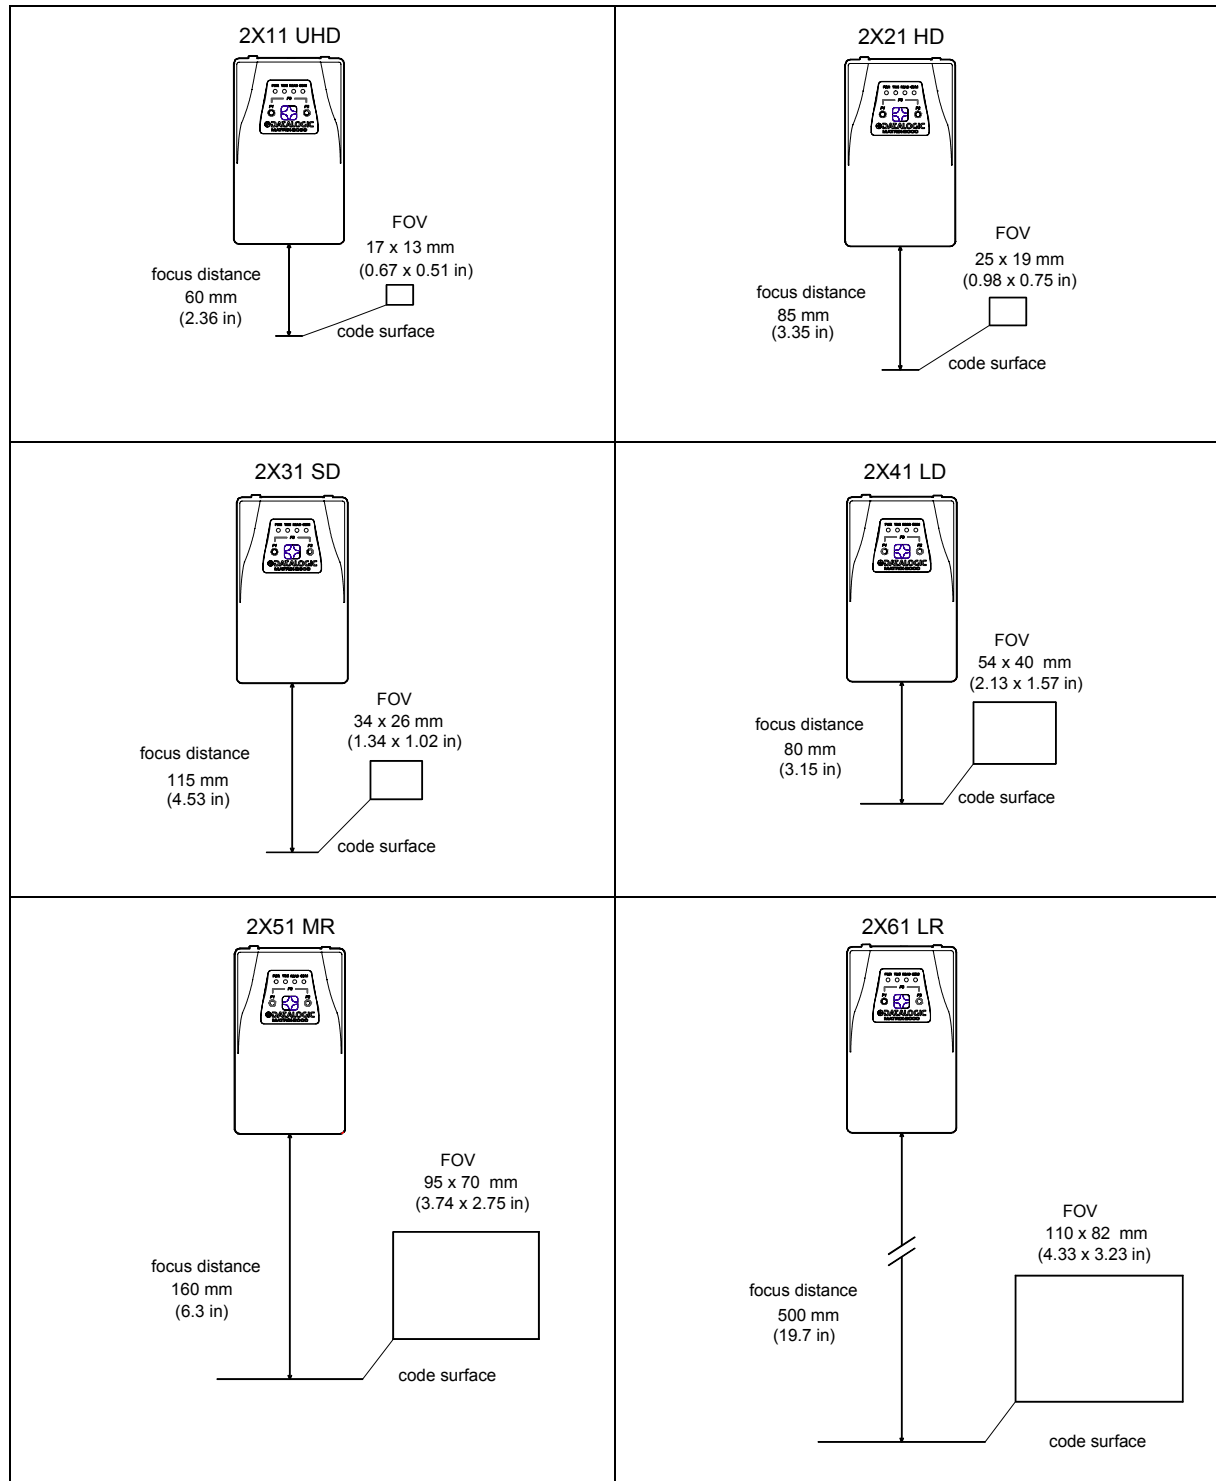 2X11 UHD
DATALOGIC
FOV
17 x 13 mm
(0.67 x 0.51 in)
focus distance
60 mm
(2.36 in)
code surface
2X21 HD
DATALOGIC
FOV
25 x 19 mm
(0.98 x 0.75 in)
focus distance
85 mm
(3.35 in)
code surface
2X31 SD
DATALOGIC
FOV
34 x 26 mm
(1.34 x 1.02 in)
focus distance
115 mm
(4.53 in)
code surface
2X41 LD
DATALOGIC
FOV
54 x 40 mm
(2.13 x 1.57 in)
focus distance
80 mm
(3.15 in)
code surface
2X51 MR
DATALOGIC
FOV
95 x 70 mm
(3.74 x 2.75 in)
focus distance
160 mm
(6.3 in)
code surface
2X61 LR
DATALOGIC
FOV
110 x 82 mm
(4.33 x 3.23 in)
focus distance
500 mm
(19.7 in)
code surface